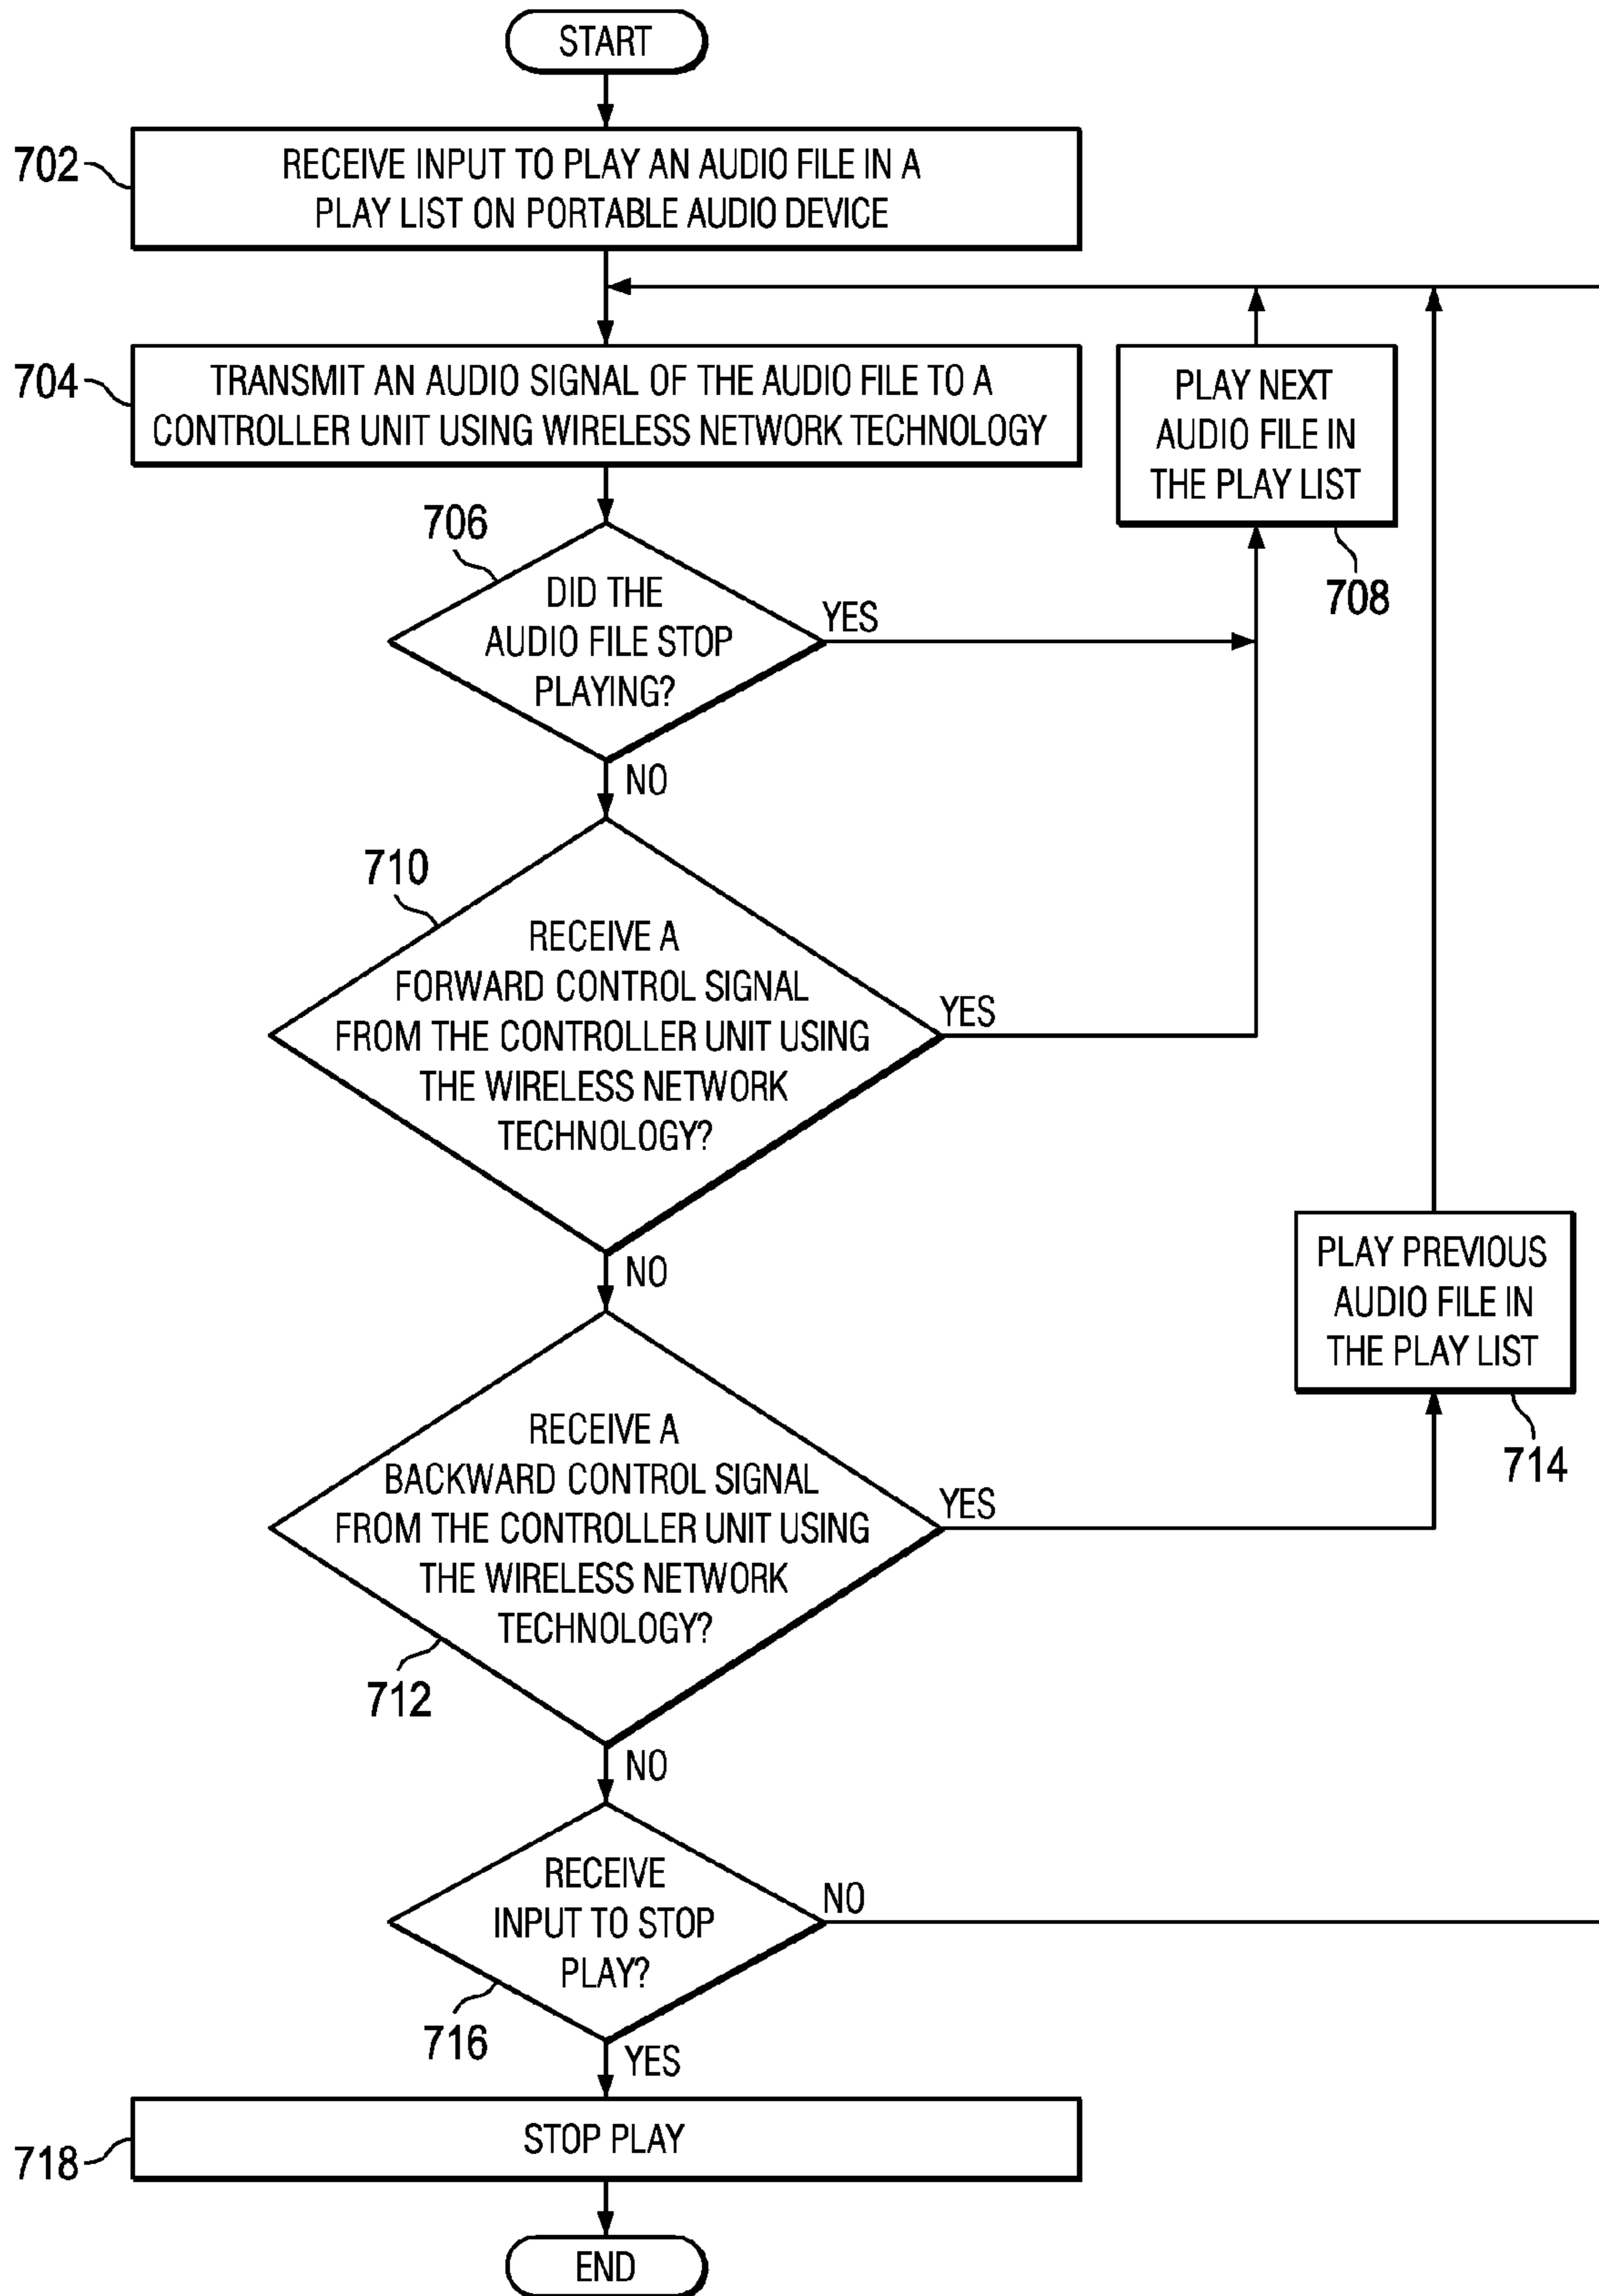 START
702
RECEIVE INPUT TO PLAY AN AUDIO FILE IN A
PLAY LIST ON PORTABLE AUDIO DEVICE
704
TRANSMIT AN AUDIO SIGNAL OF THE AUDIO FILE TO A
CONTROLLER UNIT USING WIRELESS NETWORK TECHNOLOGY
PLAY NEXT
AUDIO FILE IN
THE PLAY LIST
708
706
DID THE
AUDIO FILE STOP
PLAYING?
YES
NO
710
RECEIVE A
FORWARD CONTROL SIGNAL
FROM THE CONTROLLER UNIT USING
THE WIRELESS NETWORK
TECHNOLOGY?
YES
NO
PLAY PREVIOUS
AUDIO FILE IN
THE PLAY LIST
714
RECEIVE A
BACKWARD CONTROL SIGNAL
FROM THE CONTROLLER UNIT USING
THE WIRELESS NETWORK
TECHNOLOGY?
YES
712
NO
RECEIVE
INPUT TO STOP
PLAY?
NO
716
YES
718
STOP PLAY
END